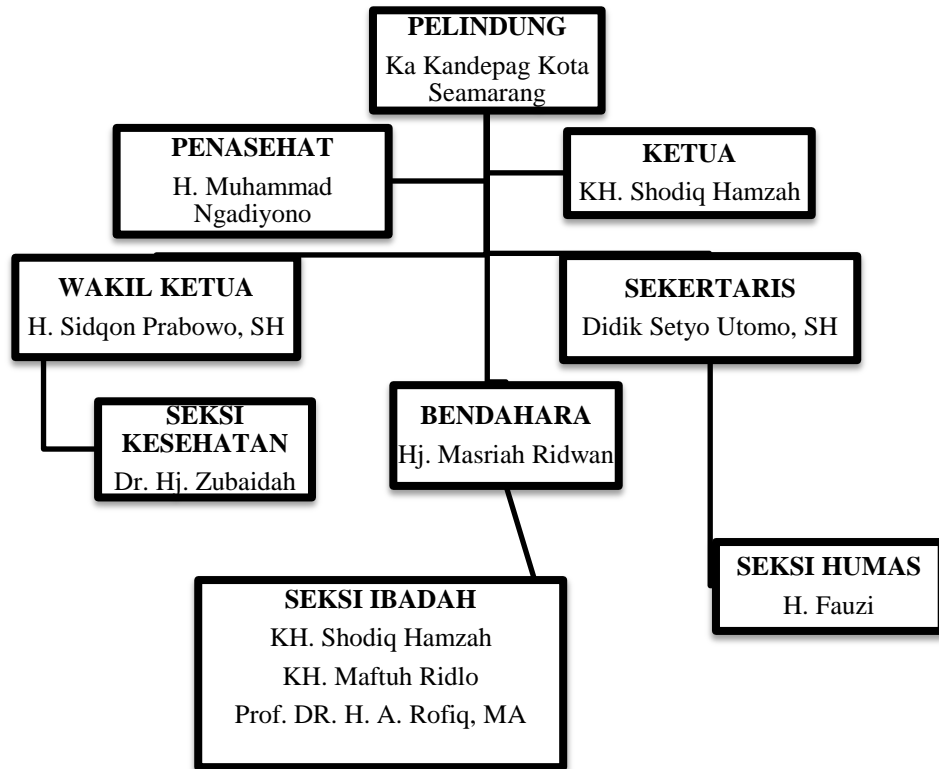 PELINDUNG
Ka Kandepag Kota
Seamarang
PENASEHAT
H. Muhammad
Ngadiyono
KETUA
KH. Shodiq Hamzah
WAKIL KETUA
H. Sidqon Prabowo, SH
SEKERTARIS
Didik Setyo Utomo, SH
SEKSI
KESEHATAN
Dr. Hj. Zubaidah
BENDAHARA
Hj. Masriah Ridwan
SEKSI HUMAS
H. Fauzi
SEKSI IBADAH
KH. Shodiq Hamzah
KH. Maftuh Ridlo
Prof. DR. H. A. Rofiq, MA